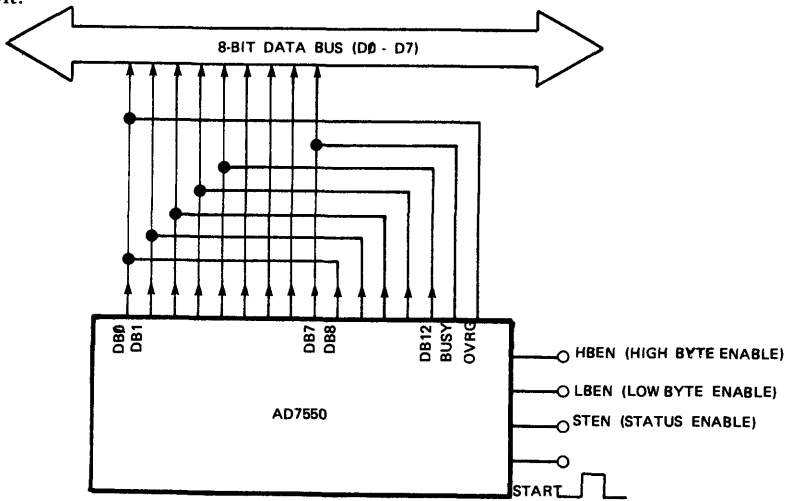 8-BIT DATA BUS (DØ - D7)
DBØ
DB1
DB7
DB8
DB12
BUSY
OVRG
HBEN (HIGH BYTE ENABLE)
LBEN (LOW BYTE ENABLE)
STEN (STATUS ENABLE)
AD7550
START